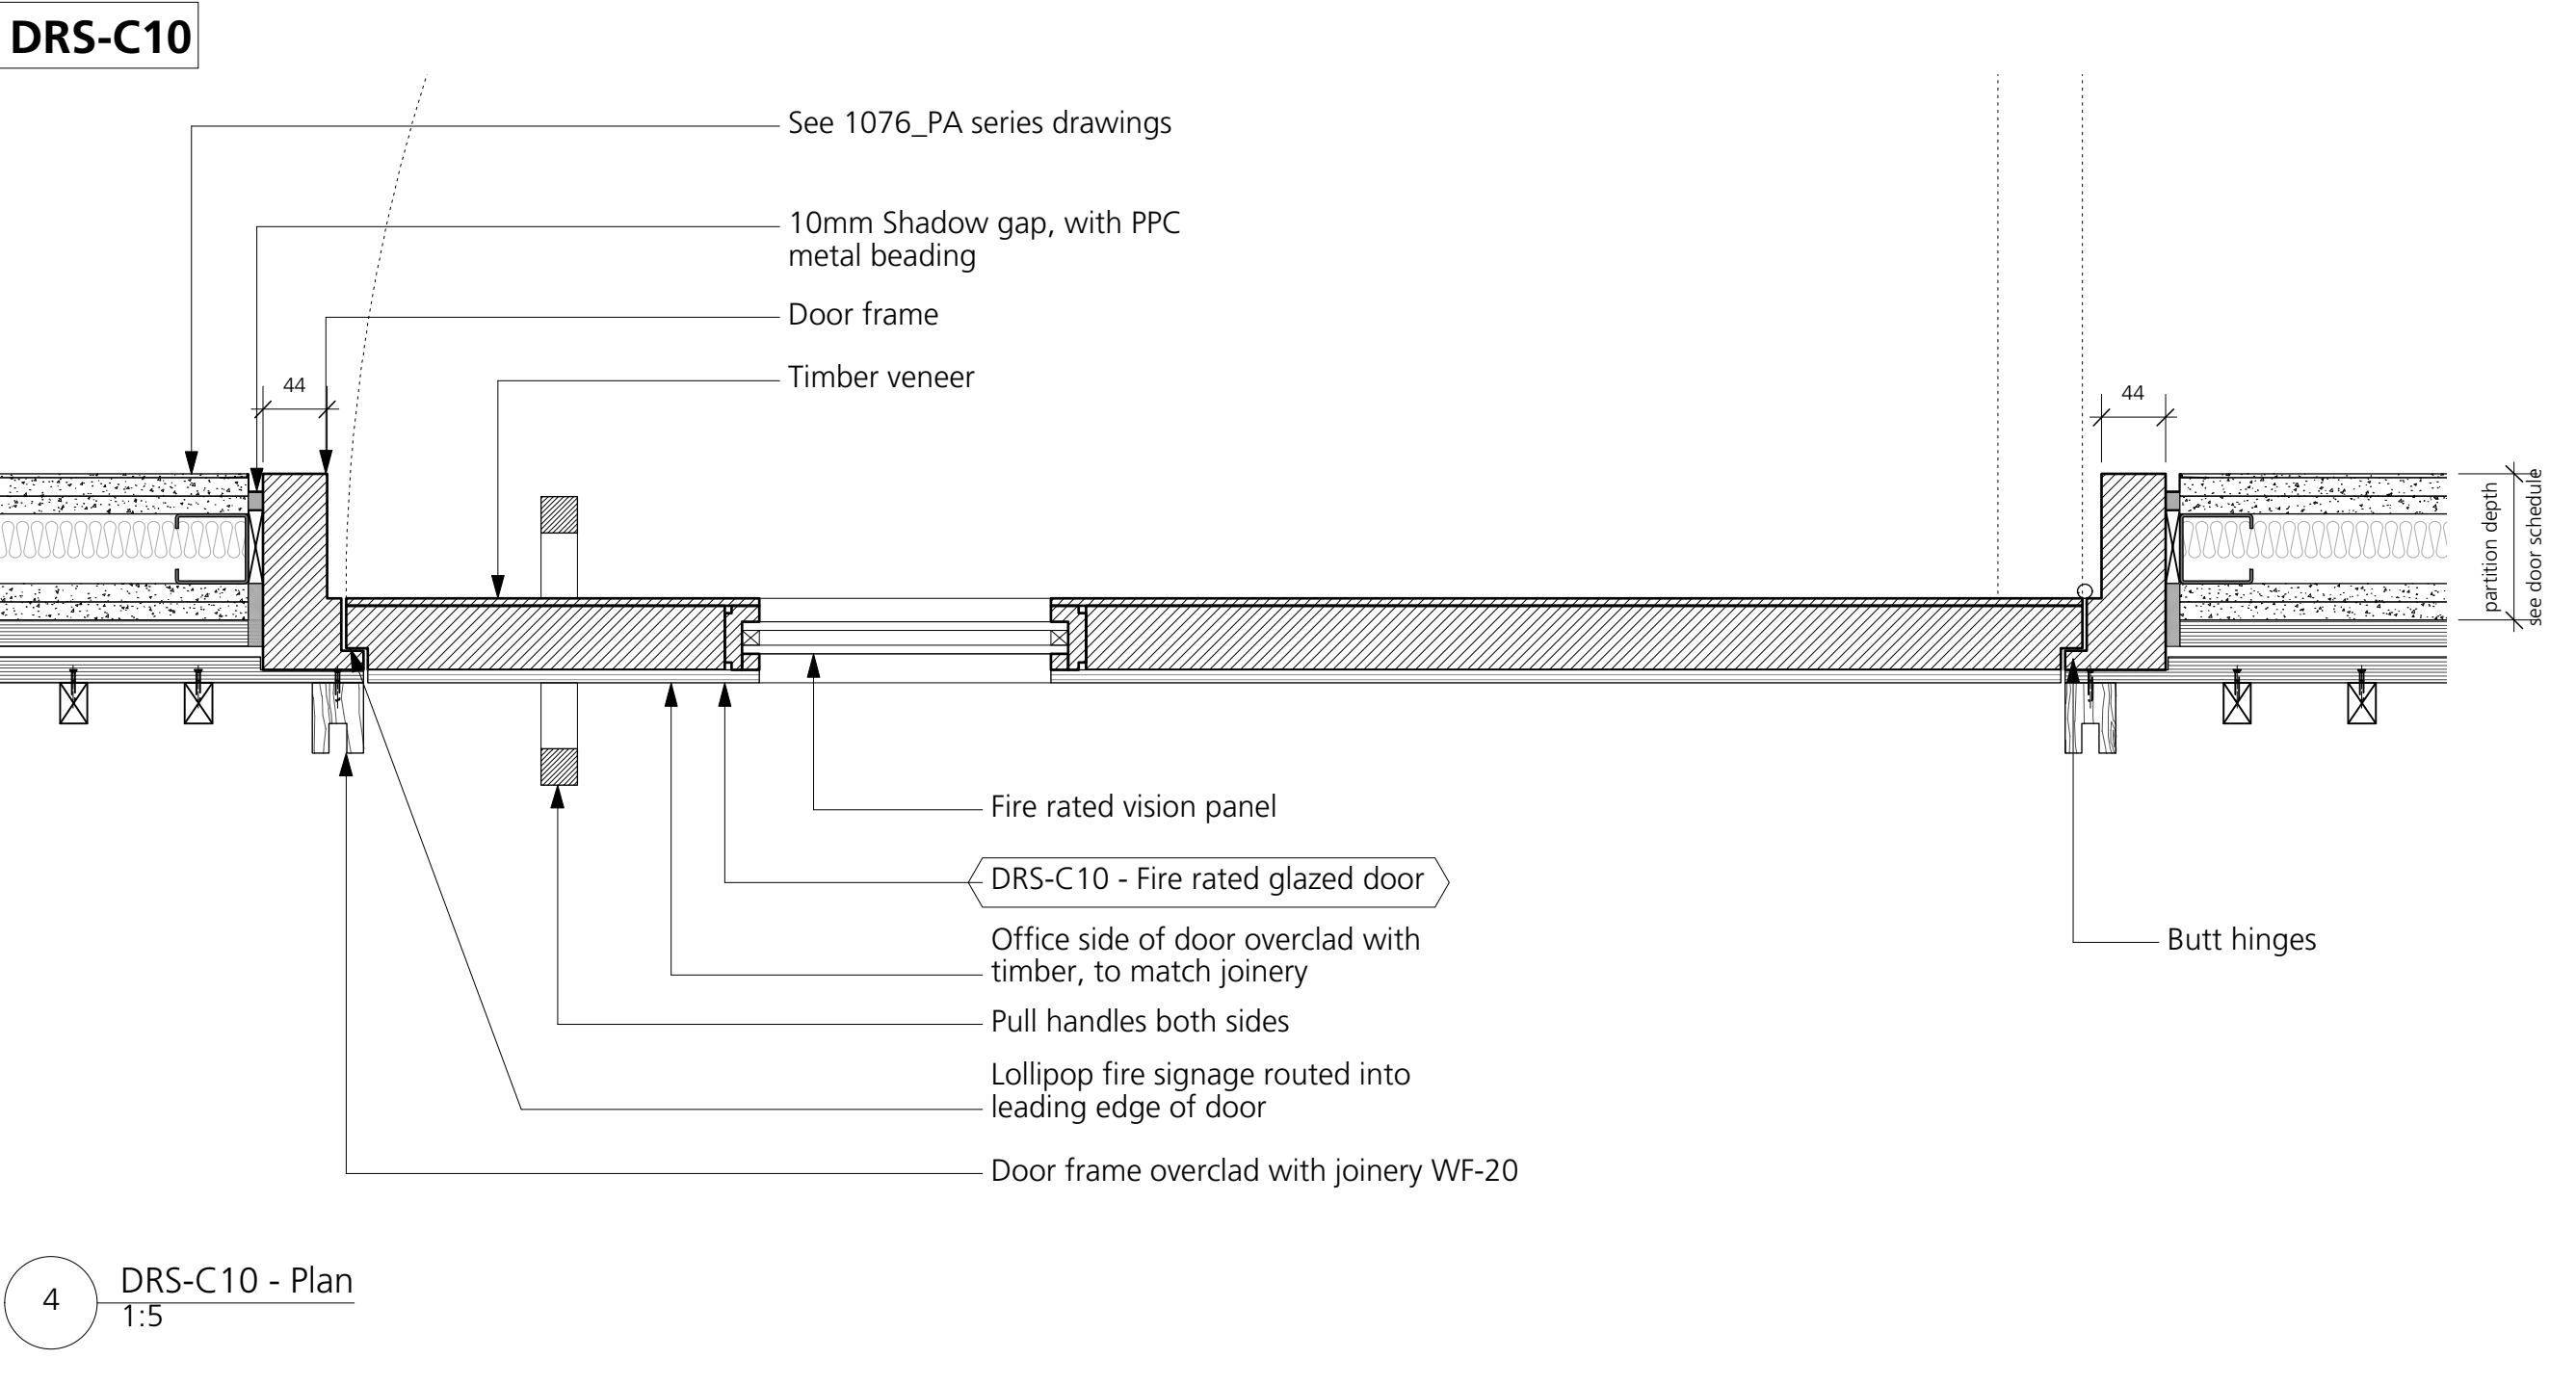 DRS-C10
See 1076_PA series drawings
10mm Shadow gap, with PPC
metal beading
Door frame
Timber veneer
44
44
partition depth
see door schedule
Fire rated vision panel
DRS-C10 - Fire rated glazed door
Office side of door overclad with
timber, to match joinery
Butt hinges
Pull handles both sides
Lollipop fire signage routed into
leading edge of door
Door frame overclad with joinery WF-20
4
DRS-C10 - Plan
1:5